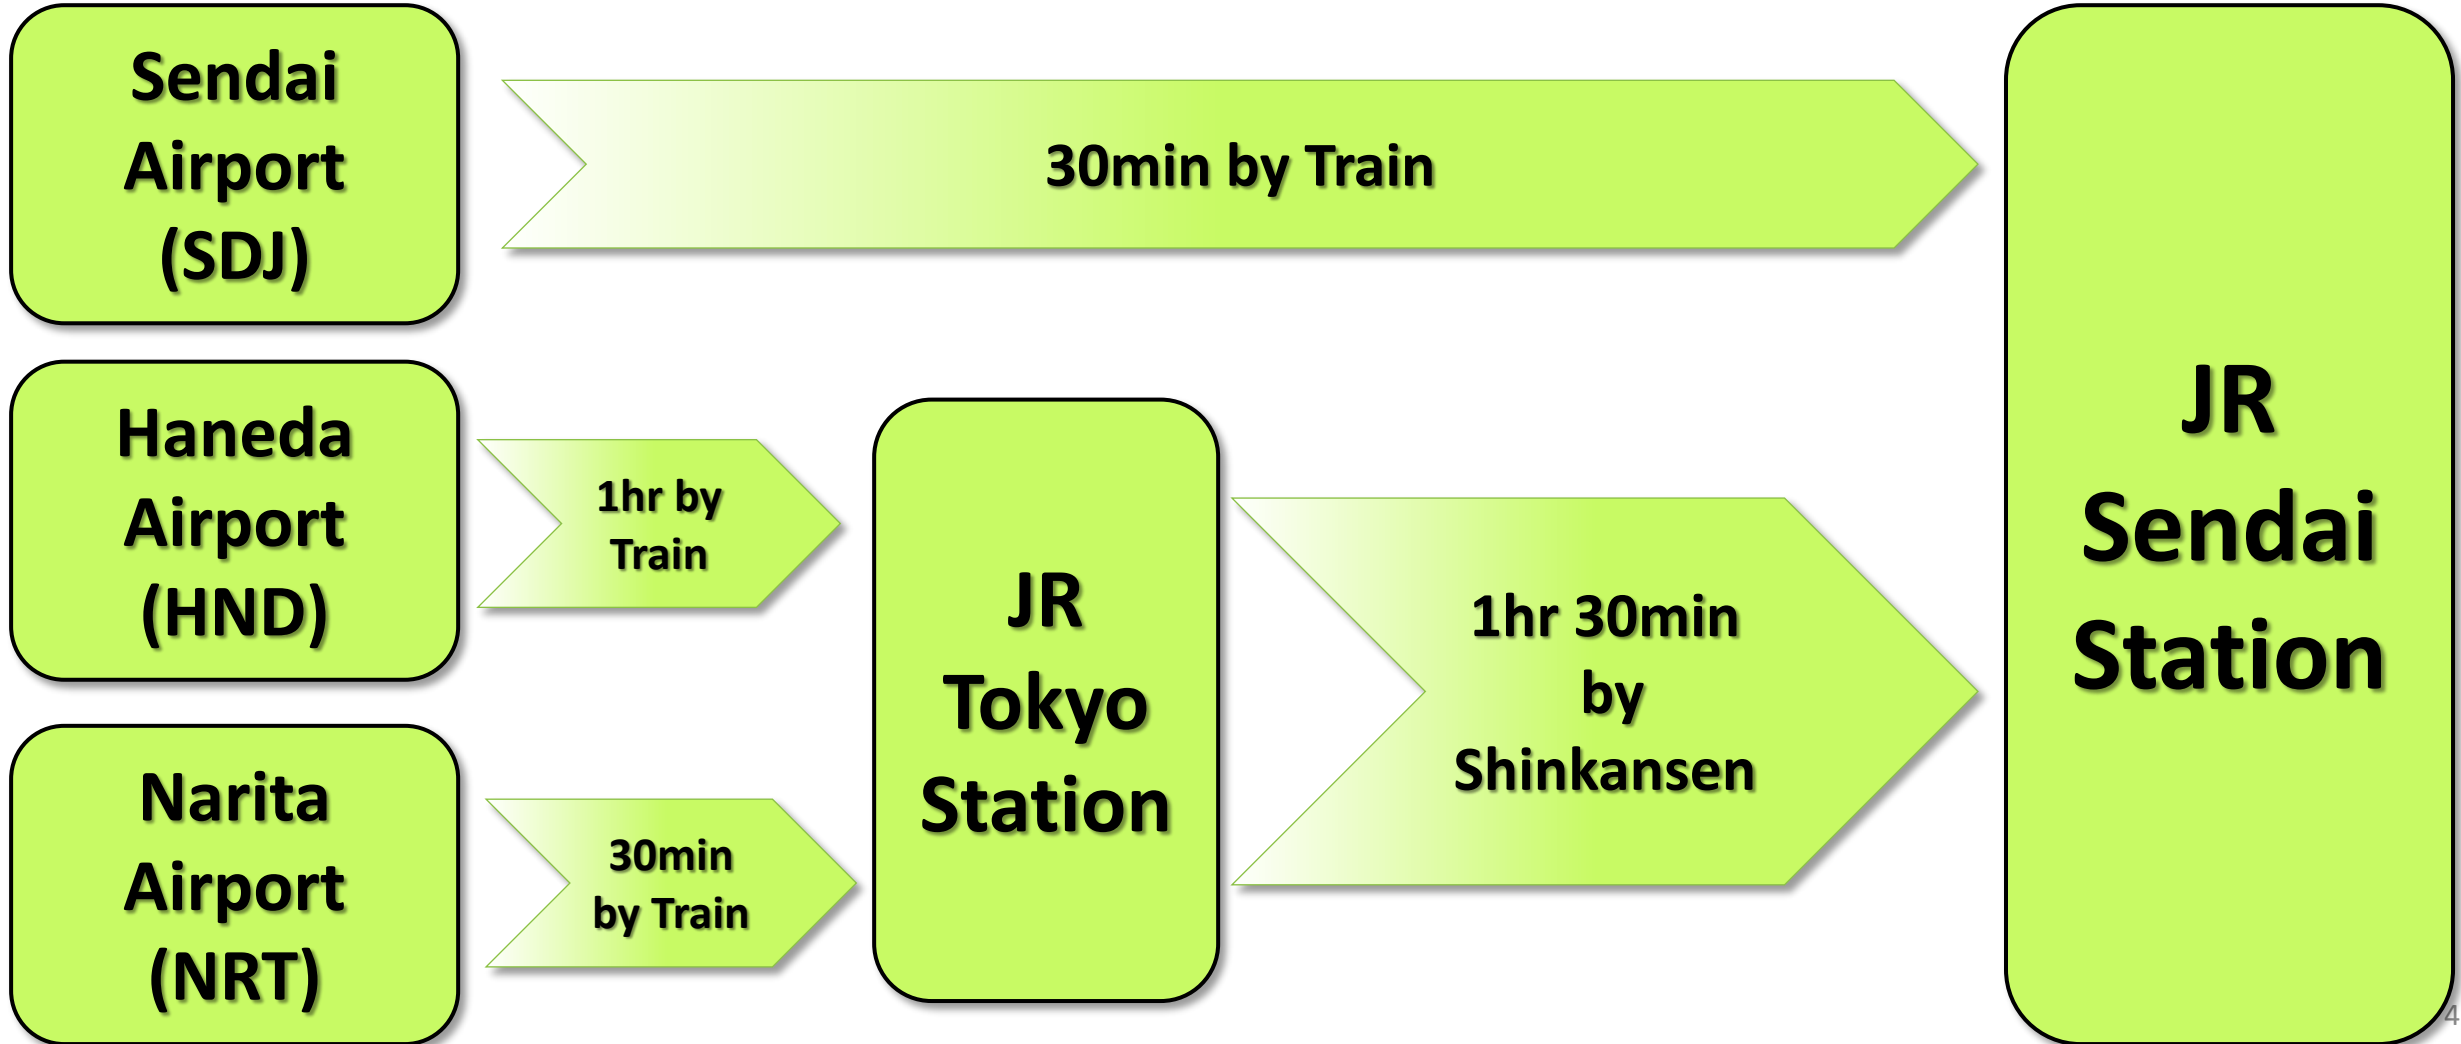 Sendai
Airport
(SDJ)
30min by Train
Haneda
Airport
(HND)
1hr by
Train
Narita
Airport
(NRT)
30min
by Train
JR
Tokyo
Station
1hr 30min
by
Shinkansen
JR
Sendai
Station
4